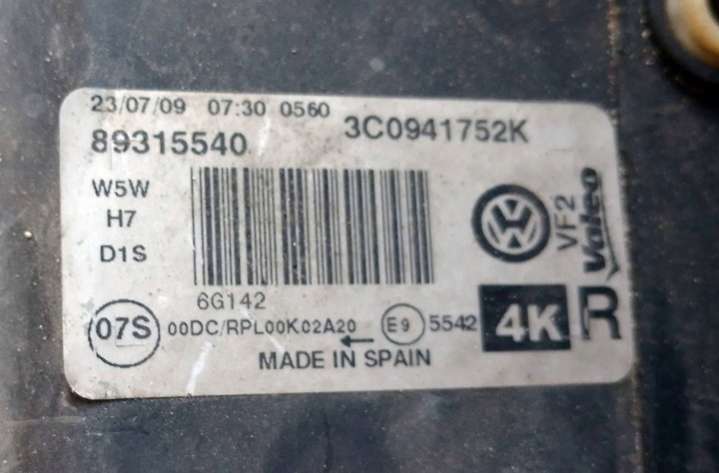 23/07/09 07:30 0560
89315540 3C0941752K
W5W
H7
D1S
VF2
Valeo
6G142
07S 00DC/RPL00K02A20 E9 5542 4K R
MADE IN SPAIN